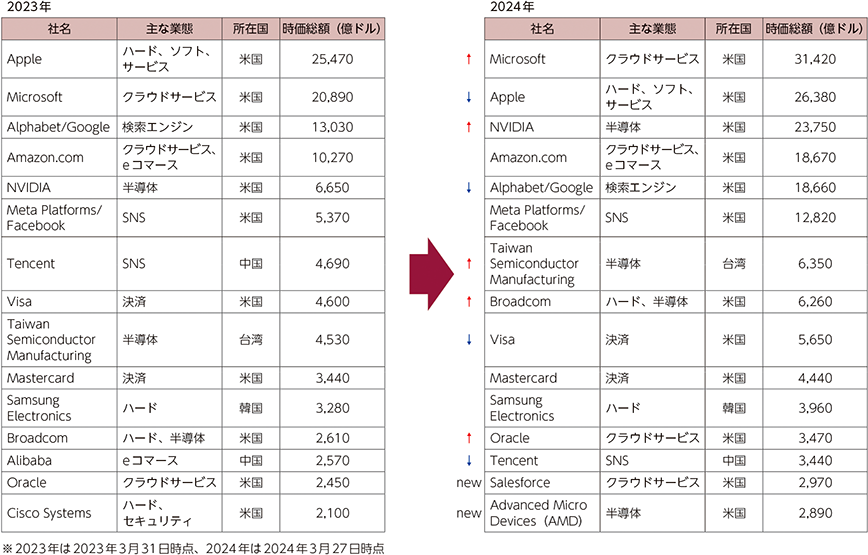 2023年
社名 主な業態 所在国 時価総額（億ドル）
Apple ハード、ソフト、サービス 米国 25,470
Microsoft クラウドサービス 米国 20,890
Alphabet/Google 検索エンジン 米国 13,030
Amazon.com クラウドサービス、eコマース 米国 10,270
NVIDIA 半導体 米国 6,650
Meta Platforms/Facebook SNS 米国 5,370
Tencent SNS 中国 4,690
Visa 決済 米国 4,600
Taiwan Semiconductor Manufacturing 半導体 台湾 4,530
Mastercard 決済 米国 3,440
Samsung Electronics ハード 韓国 3,280
Broadcom ハード、半導体 米国 2,610
Alibaba eコマース 中国 2,570
Oracle クラウドサービス 米国 2,450
Cisco Systems ハード、セキュリティ 米国 2,100
2024年
社名 主な業態 所在国 時価総額（億ドル）
↑ Microsoft クラウドサービス 米国 31,420
↓ Apple ハード、ソフト、サービス 米国 26,380
↑ NVIDIA 半導体 米国 23,750
Amazon.com クラウドサービス、eコマース 米国 18,670
↓ Alphabet/Google 検索エンジン 米国 18,660
Meta Platforms/Facebook SNS 米国 12,820
↑ Taiwan Semiconductor Manufacturing 半導体 台湾 6,350
↑ Broadcom ハード、半導体 米国 6,260
↓ Visa 決済 米国 5,650
Mastercard 決済 米国 4,440
Samsung Electronics ハード 韓国 3,960
↑ Oracle クラウドサービス 米国 3,470
↓ Tencent SNS 中国 3,440
new Salesforce クラウドサービス 米国 2,970
new Advanced Micro Devices（AMD） 半導体 米国 2,890
※2023年は2023年3月31日時点、2024年は2024年3月27日時点